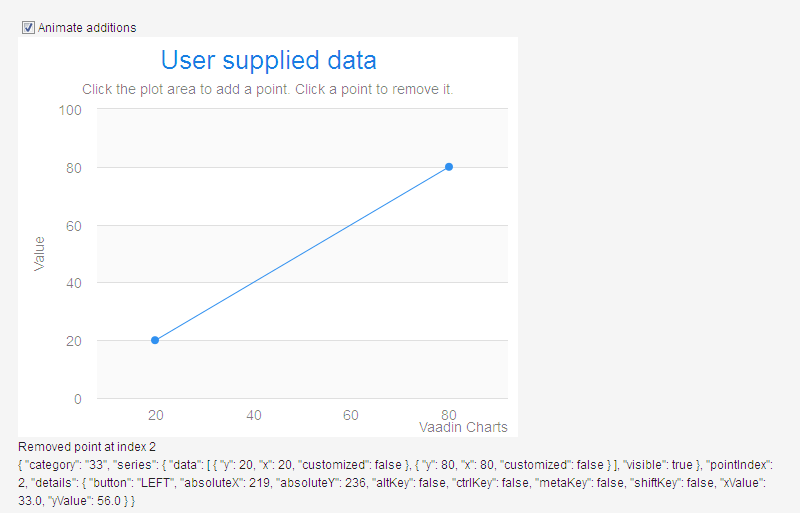 Animate additions
User supplied data
Click the plot area to add a point. Click a point to remove it.
100
80
60
40
20
0
Value
20 40 60 80
Vaadin Charts
Removed point at index 2
{ "category": "33", "series": { "data": [ { "y": 20, "x": 20, "customized": false }, { "y": 80, "x": 80, "customized": false } ], "visible": true }, "pointIndex":
2, "details": { "button": "LEFT", "absoluteX": 219, "absoluteY": 236, "altKey": false, "ctrlKey": false, "metaKey": false, "shiftKey": false, "xValue":
33.0, "yValue": 56.0 } }